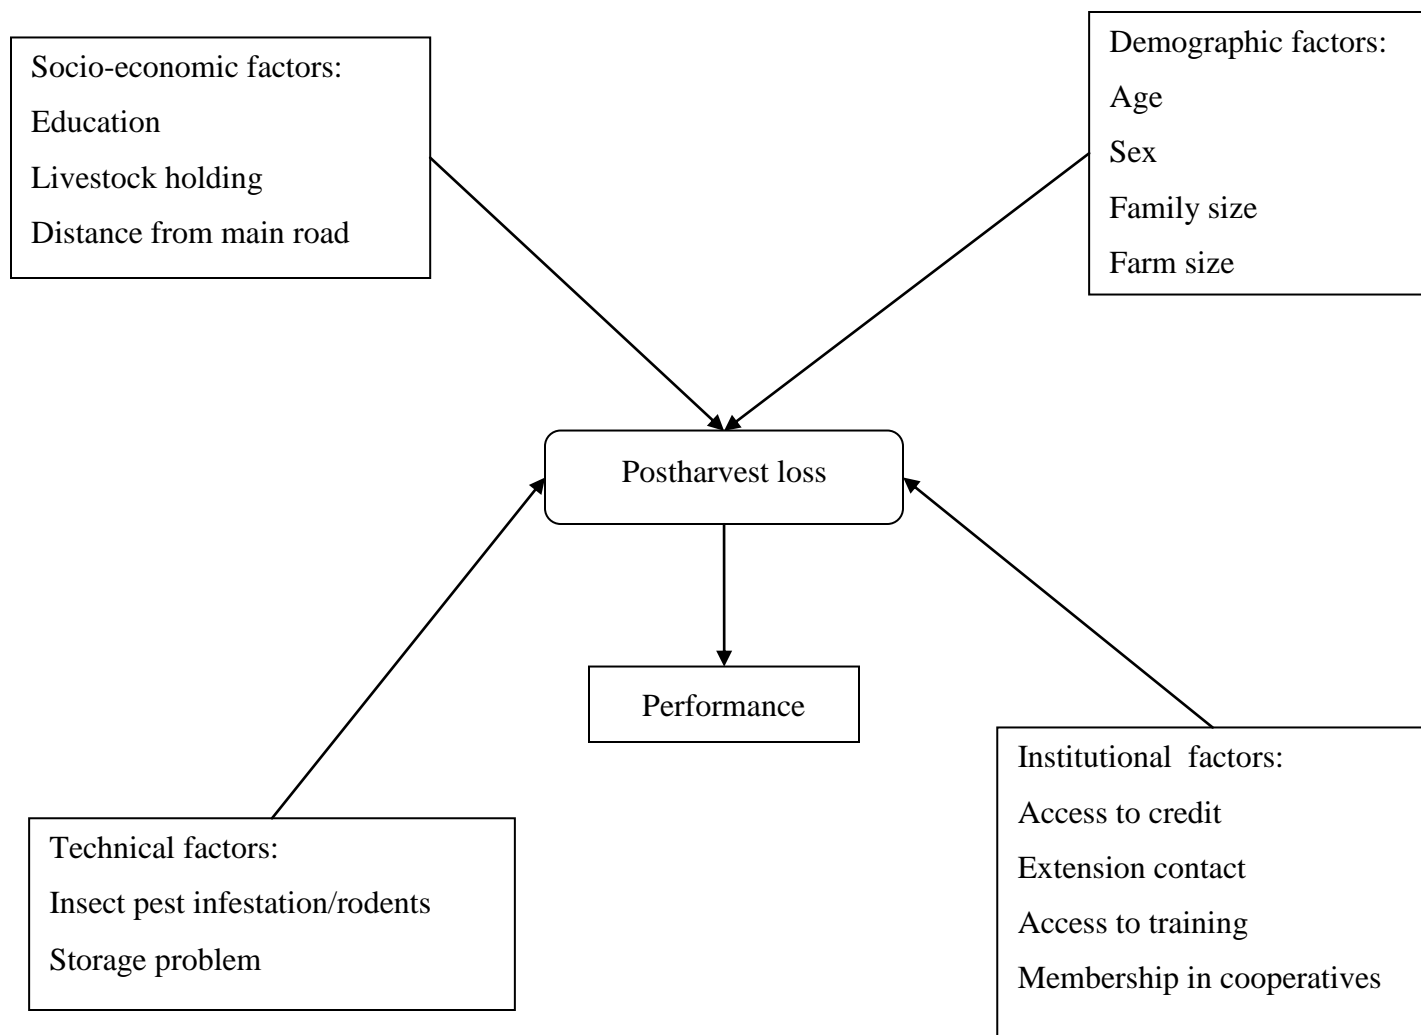 Socio-economic factors:
Education
Livestock holding
Distance from main road
Demographic factors:
Age
Sex
Family size
Farm size
Postharvest loss
Performance
Technical factors:
Insect pest infestation/rodents
Storage problem
Institutional  factors:
Access to credit
Extension contact
Access to training
Membership in cooperatives